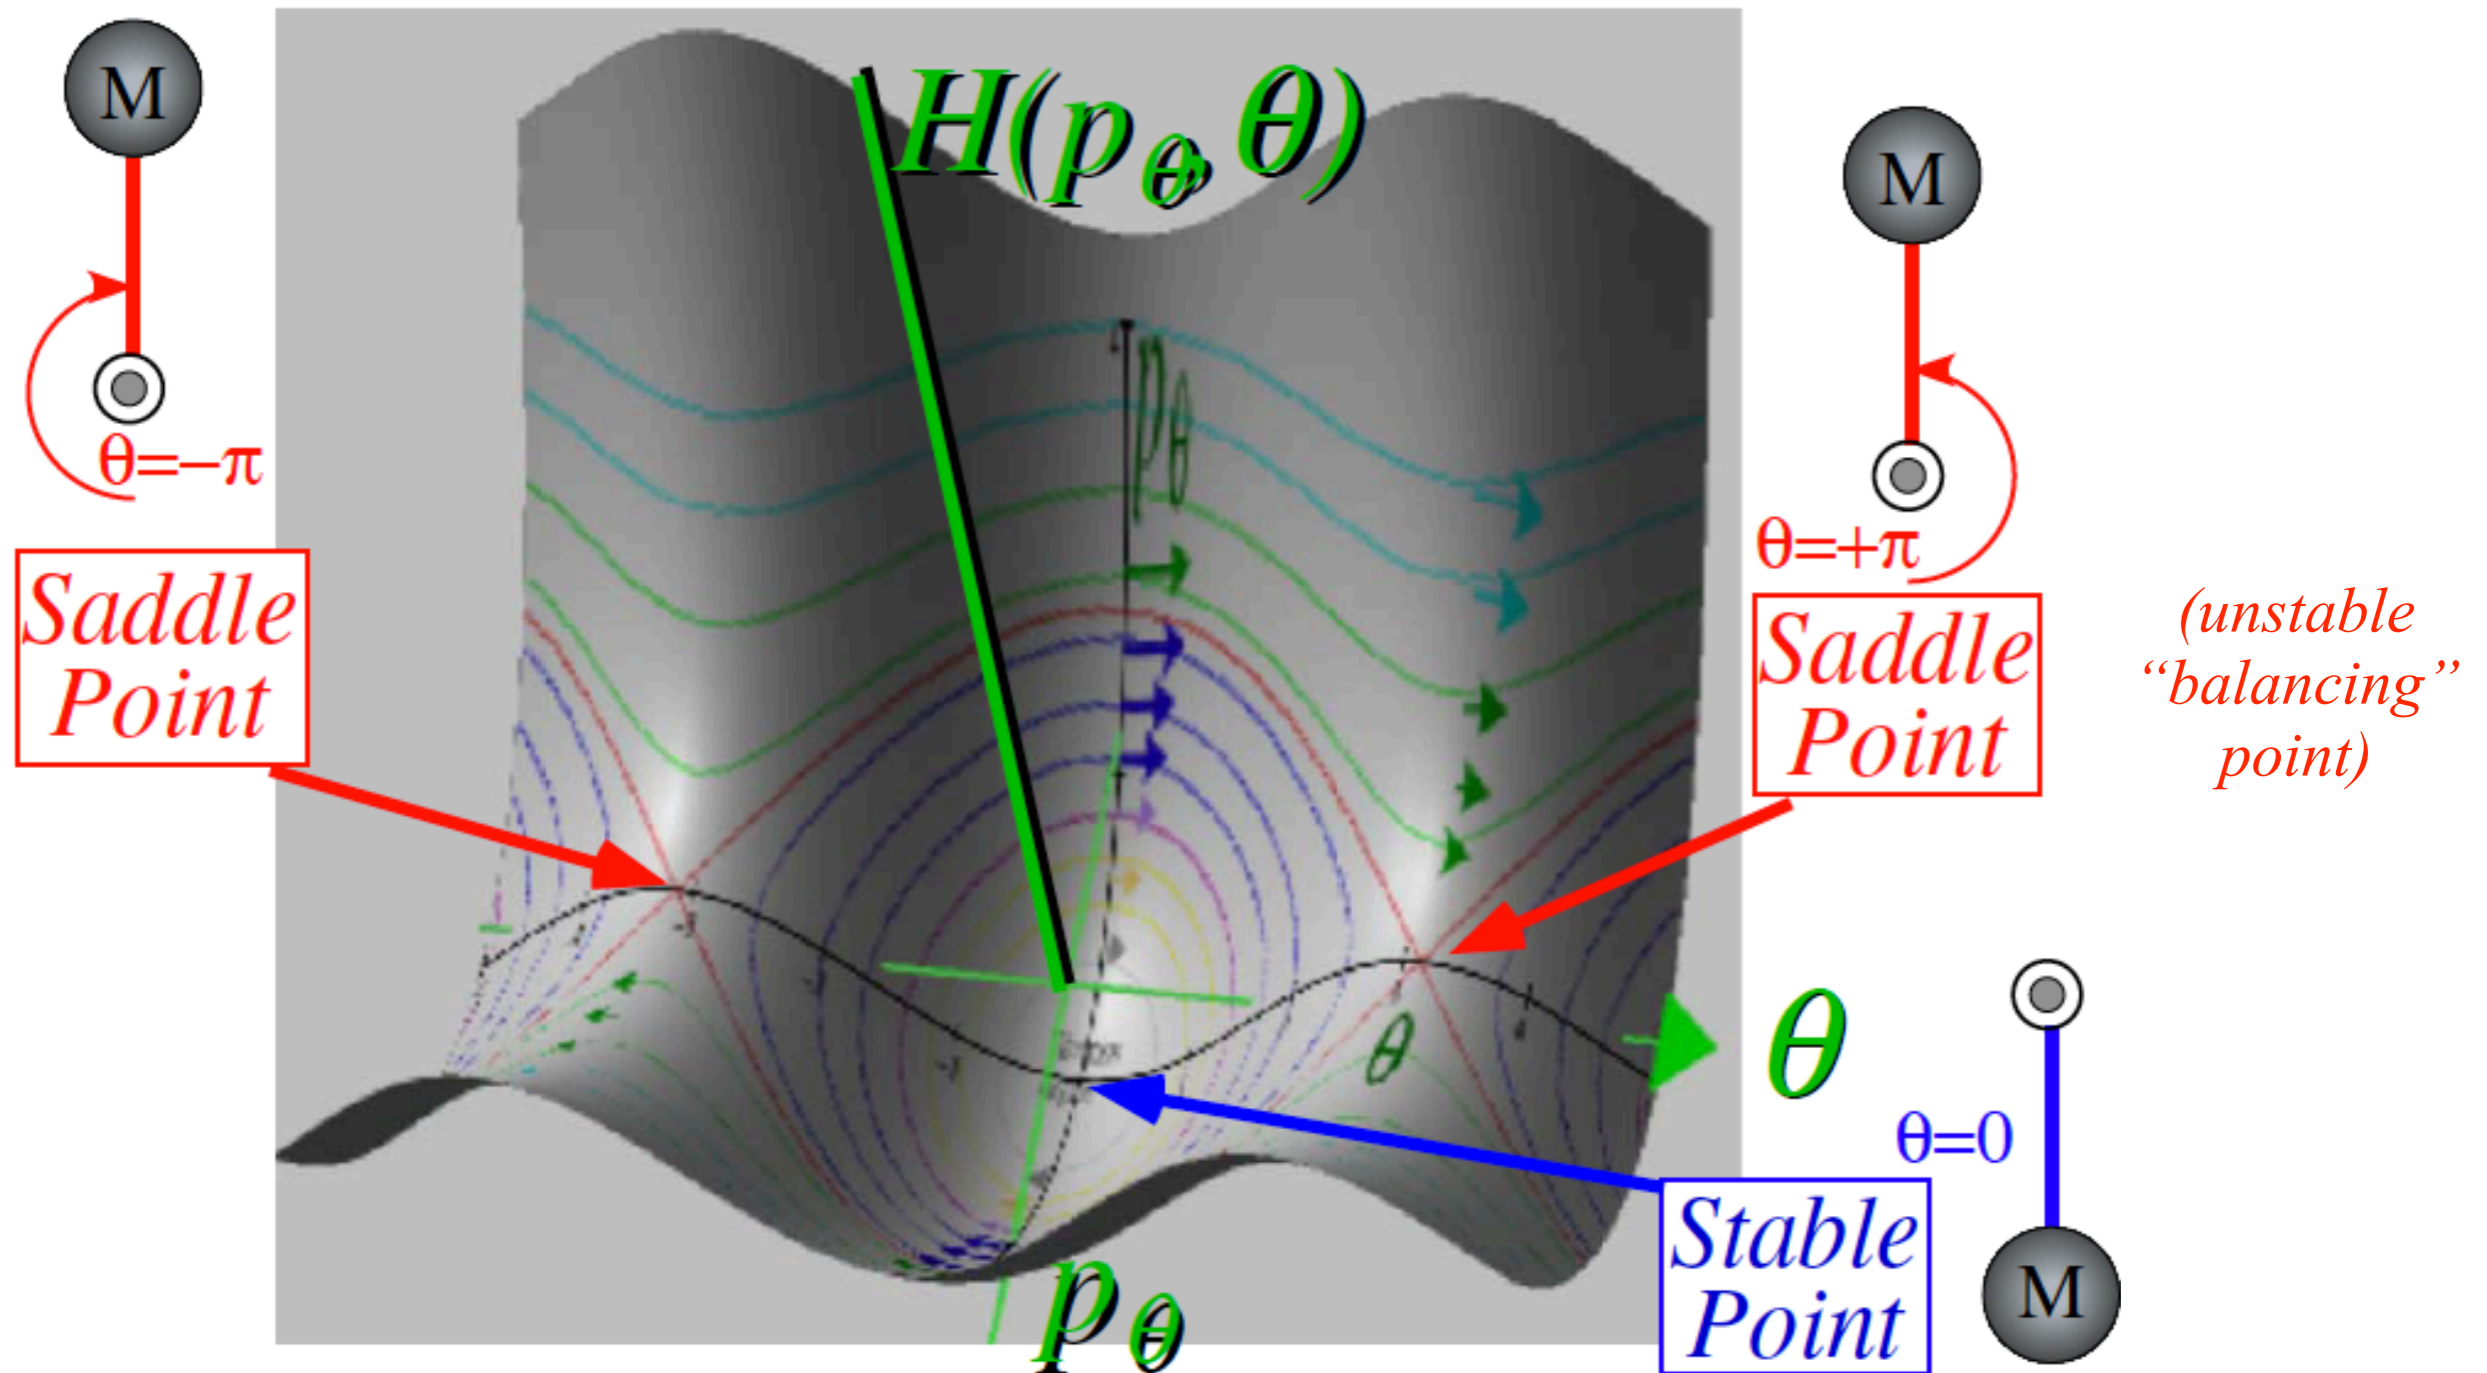 M
H(pθ, θ)
M
θ=−π
pθ
θ=+π
Saddle
Point
Saddle
Point
(unstable
“balancing”
point)
θ
θ
θ=0
Stable
Point
M
pθ